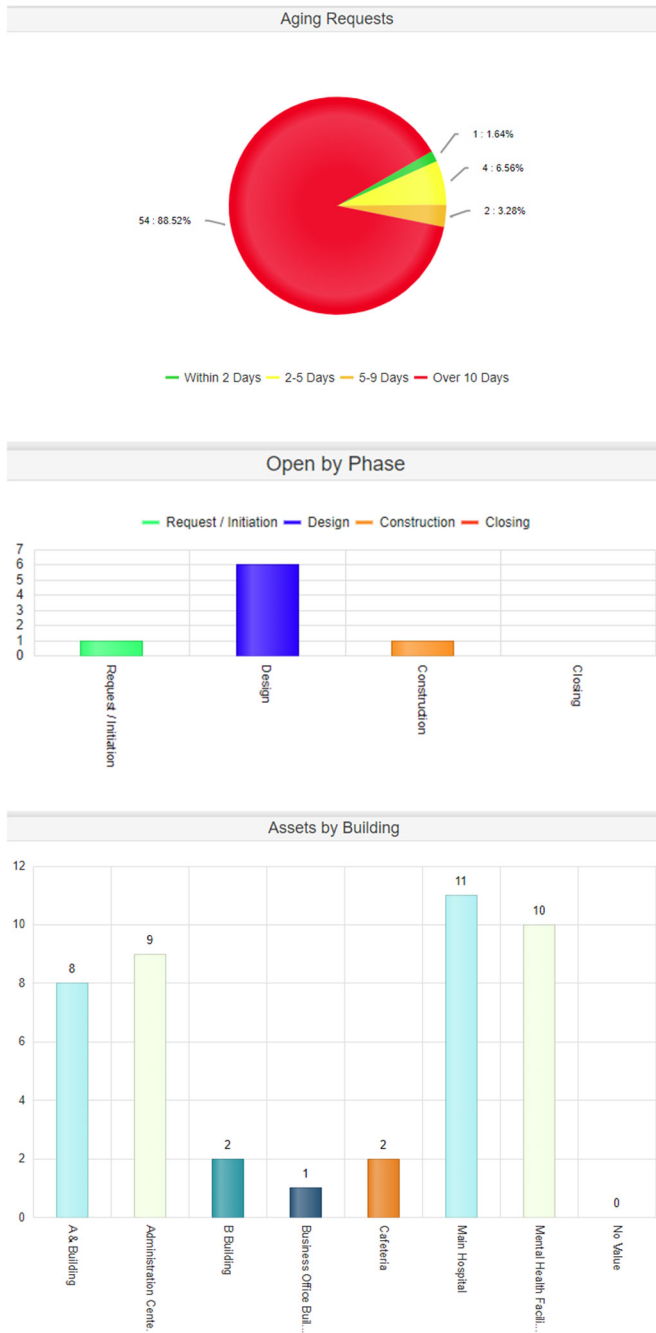 Aging Requests
1 : 1.64%
4 : 6.56%
2 : 3.28%
54 : 88.52%
Within 2 Days 2-5 Days 5-9 Days Over 10 Days
Open by Phase
Request / Initiation Design Construction Closing
7
6
5
4
3
2
1
0
Request / Initiation
Design
Construction
Closing
Assets by Building
12
10
8
6
4
2
0
8
9
2
1
2
11
10
0
A & Building
Administration Cente.
B Building
Business Office Buil...
Cafeteria
Main Hospital
Mental Health Facili...
No Value